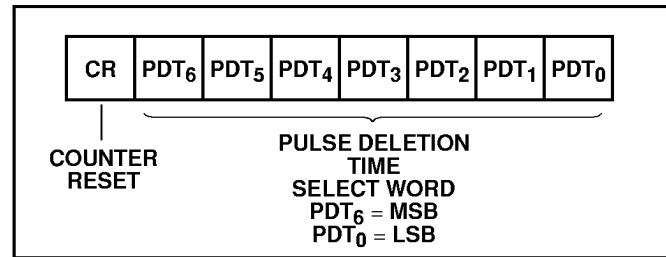 CR PDT6 PDT5 PDT4 PDT3 PDT2 PDT1 PDT0
COUNTER
RESET
PULSE DELETION
TIME
SELECT WORD
PDT6 = MSB
PDT0 = LSB